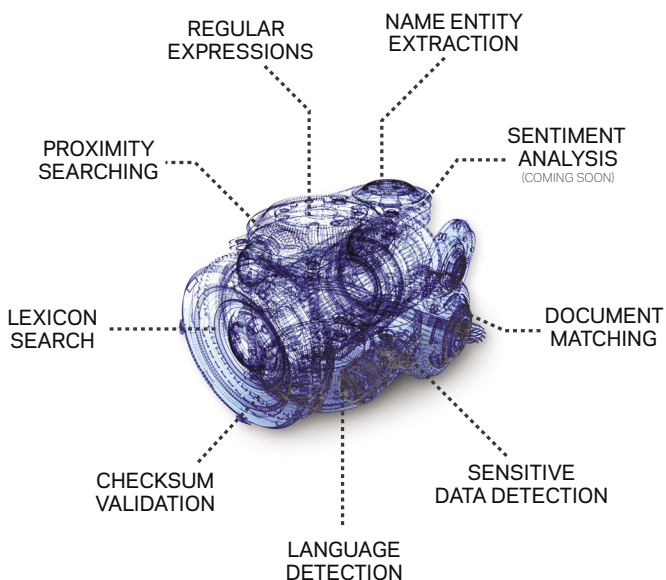 REGULAR
EXPRESSIONS
NAME ENTITY
EXTRACTION
PROXIMITY
SEARCHING
SENTIMENT
ANALYSIS
(COMING SOON)
LEXICON
SEARCH
DOCUMENT
MATCHING
CHECKSUM
VALIDATION
SENSITIVE
DATA DETECTION
LANGUAGE
DETECTION